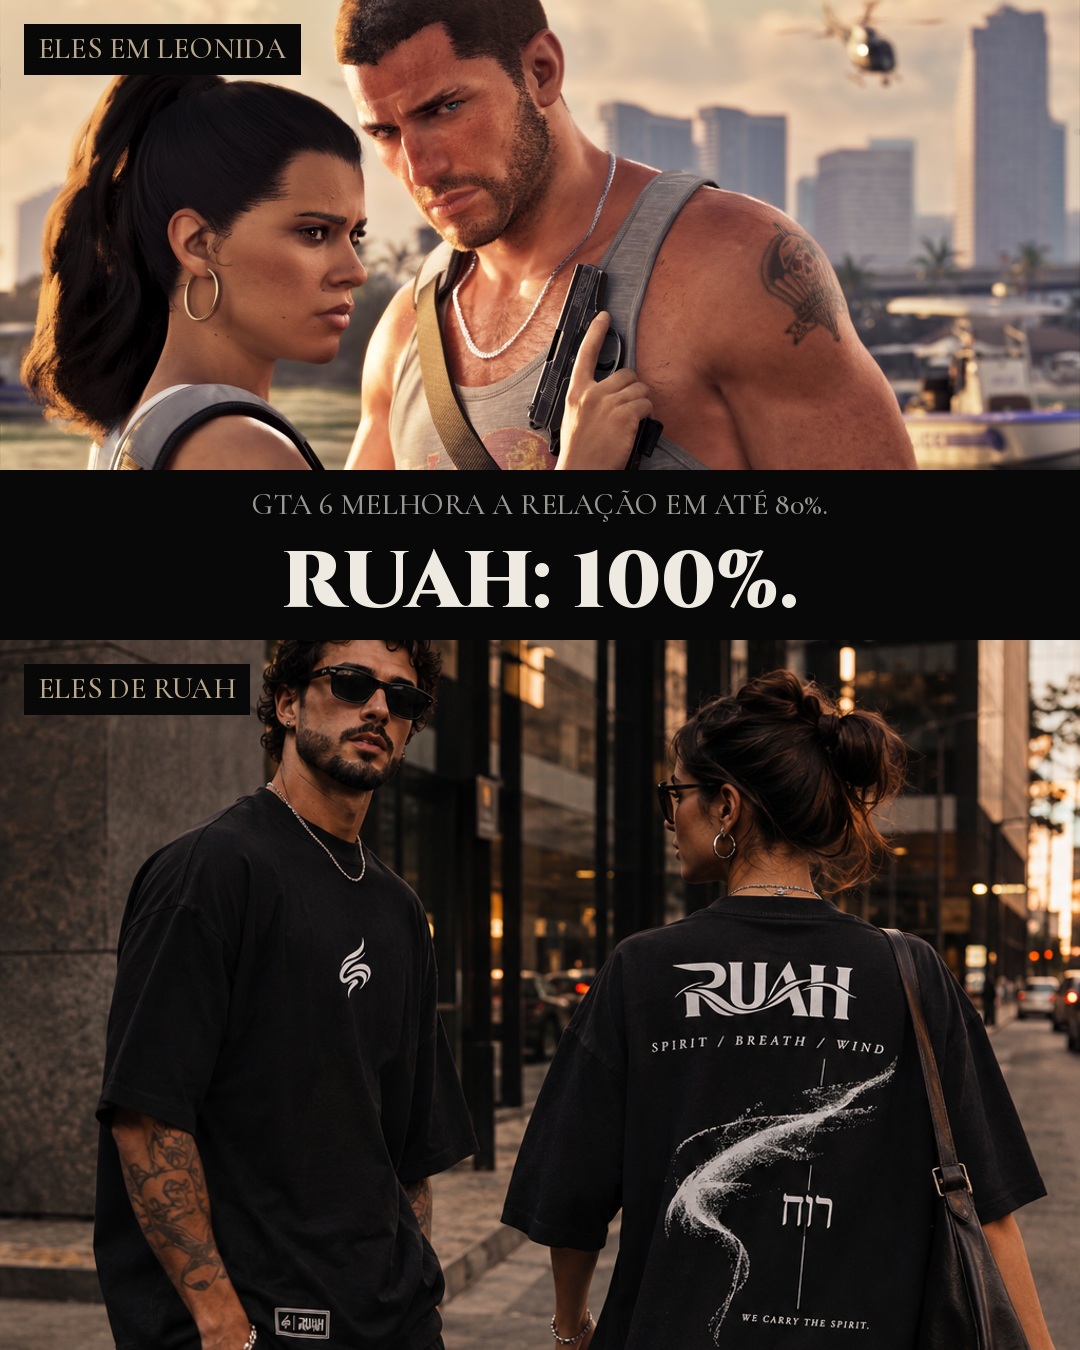 ELES EM LEONIDA
GTA 6 MELHORA A RELAÇÃO EM ATÉ 80%.
RUAH: 100%.
ELES DE RUAH
RUAH
SPIRIT / BREATH / WIND
רוח
WE CARRY THE SPIRIT.
RUAH